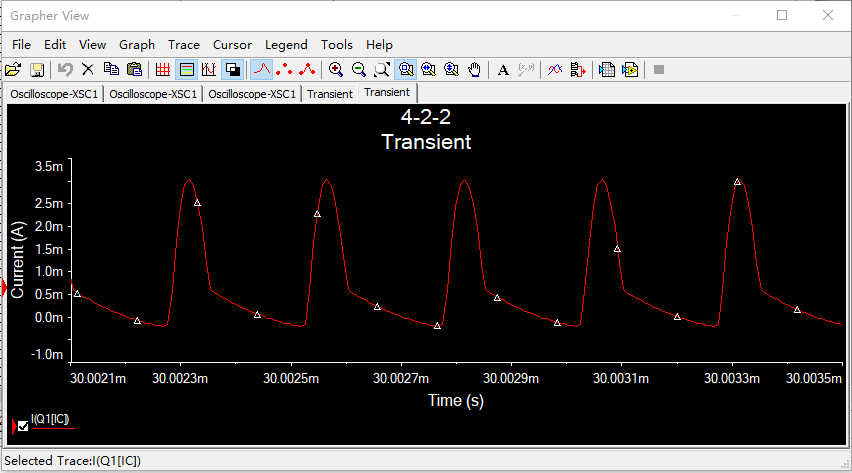 Grapher View
File Edit View Graph Trace Cursor Legend Tools Help
A (x,y)
Oscilloscope-XSC1 Oscilloscope-XSC1 Oscilloscope-XSC1 Transient Transient
4-2-2
Transient
3.5m
2.5m
2.0m
1.5m
1.0m
0.5m
0.0m
-1.0m
Current (A)
30.0021m 30.0023m 30.0025m 30.0027m 30.0029m 30.0031m 30.0033m 30.0035m
Time (s)
I(Q1[IC])
Selected Trace:I(Q1[IC])